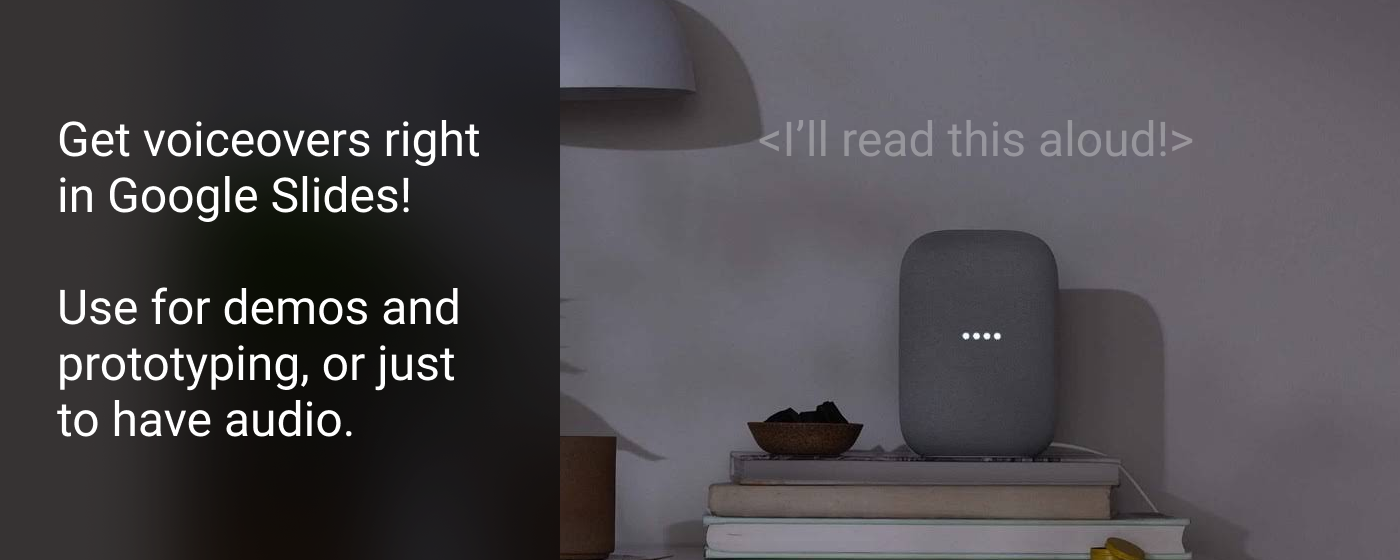 Get voiceovers right
in Google Slides!
Use for demos and
prototyping, or just
to have audio.
<I’ll read this aloud!>